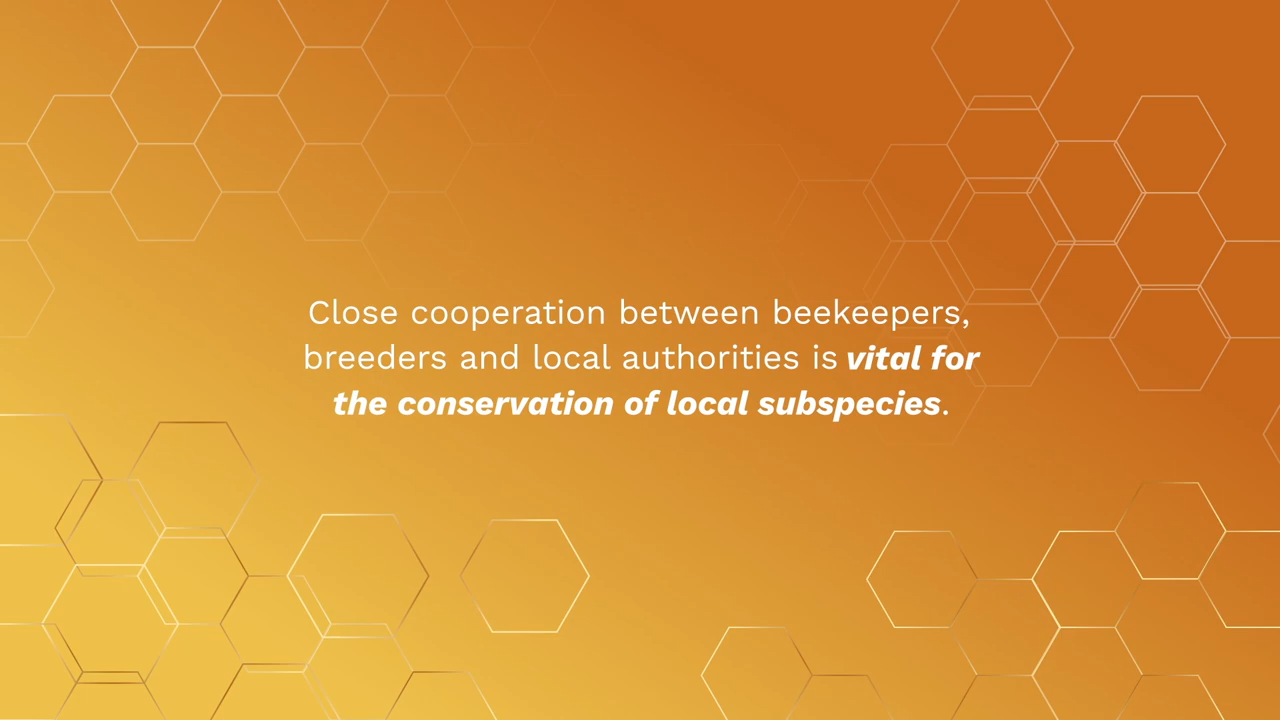 Close cooperation between beekeepers,
breeders and local authorities is vital for
the conservation of local subspecies.